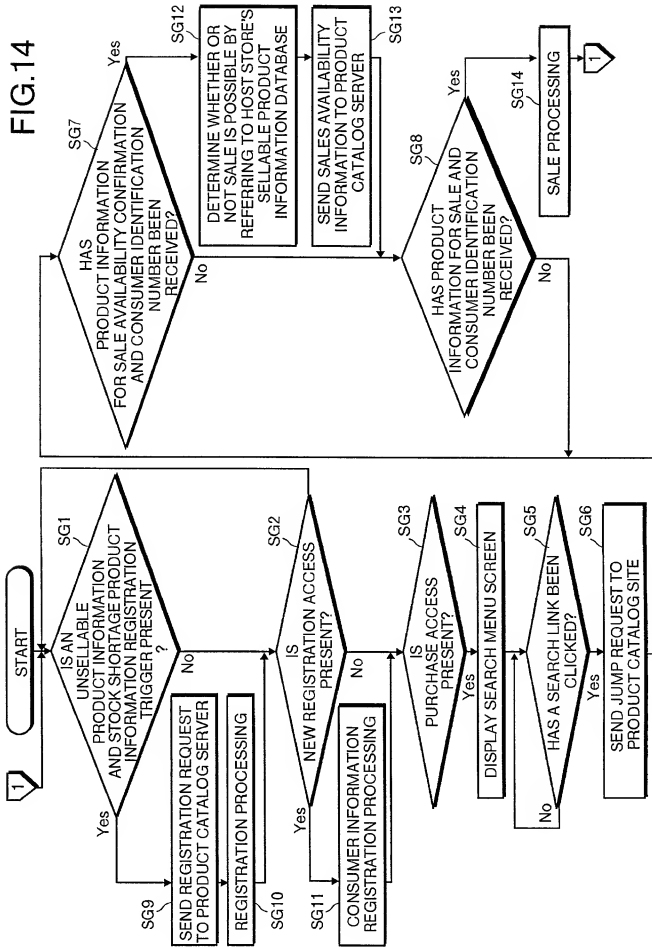 FIG.14
1
START
SG1
IS AN
UNSELLABLE
PRODUCT INFORMATION
AND STOCK SHORTAGE PRODUCT
INFORMATION REGISTRATION
TRIGGER PRESENT
?
Yes
No
SG9
SEND REGISTRATION REQUEST
TO PRODUCT CATALOG SERVER
REGISTRATION PROCESSING
SG10
SG2
IS
NEW REGISTRATION ACCESS
PRESENT?
Yes
No
SG11
CONSUMER INFORMATION
REGISTRATION PROCESSING
SG3
IS
PURCHASE ACCESS
PRESENT?
Yes
SG4
DISPLAY SEARCH MENU SCREEN
SG5
HAS A SEARCH LINK BEEN
CLICKED?
No
Yes
SG6
SEND JUMP REQUEST TO
PRODUCT CATALOG SITE
SG7
HAS
PRODUCT INFORMATION
FOR SALE AVAILABILITY CONFIRMATION
AND CONSUMER IDENTIFICATION
NUMBER BEEN
RECEIVED?
Yes
No
SG12
DETERMINE WHETHER OR
NOT SALE IS POSSIBLE BY
REFERRING TO HOST STORE'S
SELLABLE PRODUCT
INFORMATION DATABASE
SG13
SEND SALES AVAILABILITY
INFORMATION TO PRODUCT
CATALOG SERVER
SG8
HAS PRODUCT
INFORMATION FOR SALE AND
CONSUMER IDENTIFICATION
NUMBER BEEN
RECEIVED?
Yes
No
SG14
SALE PROCESSING
1